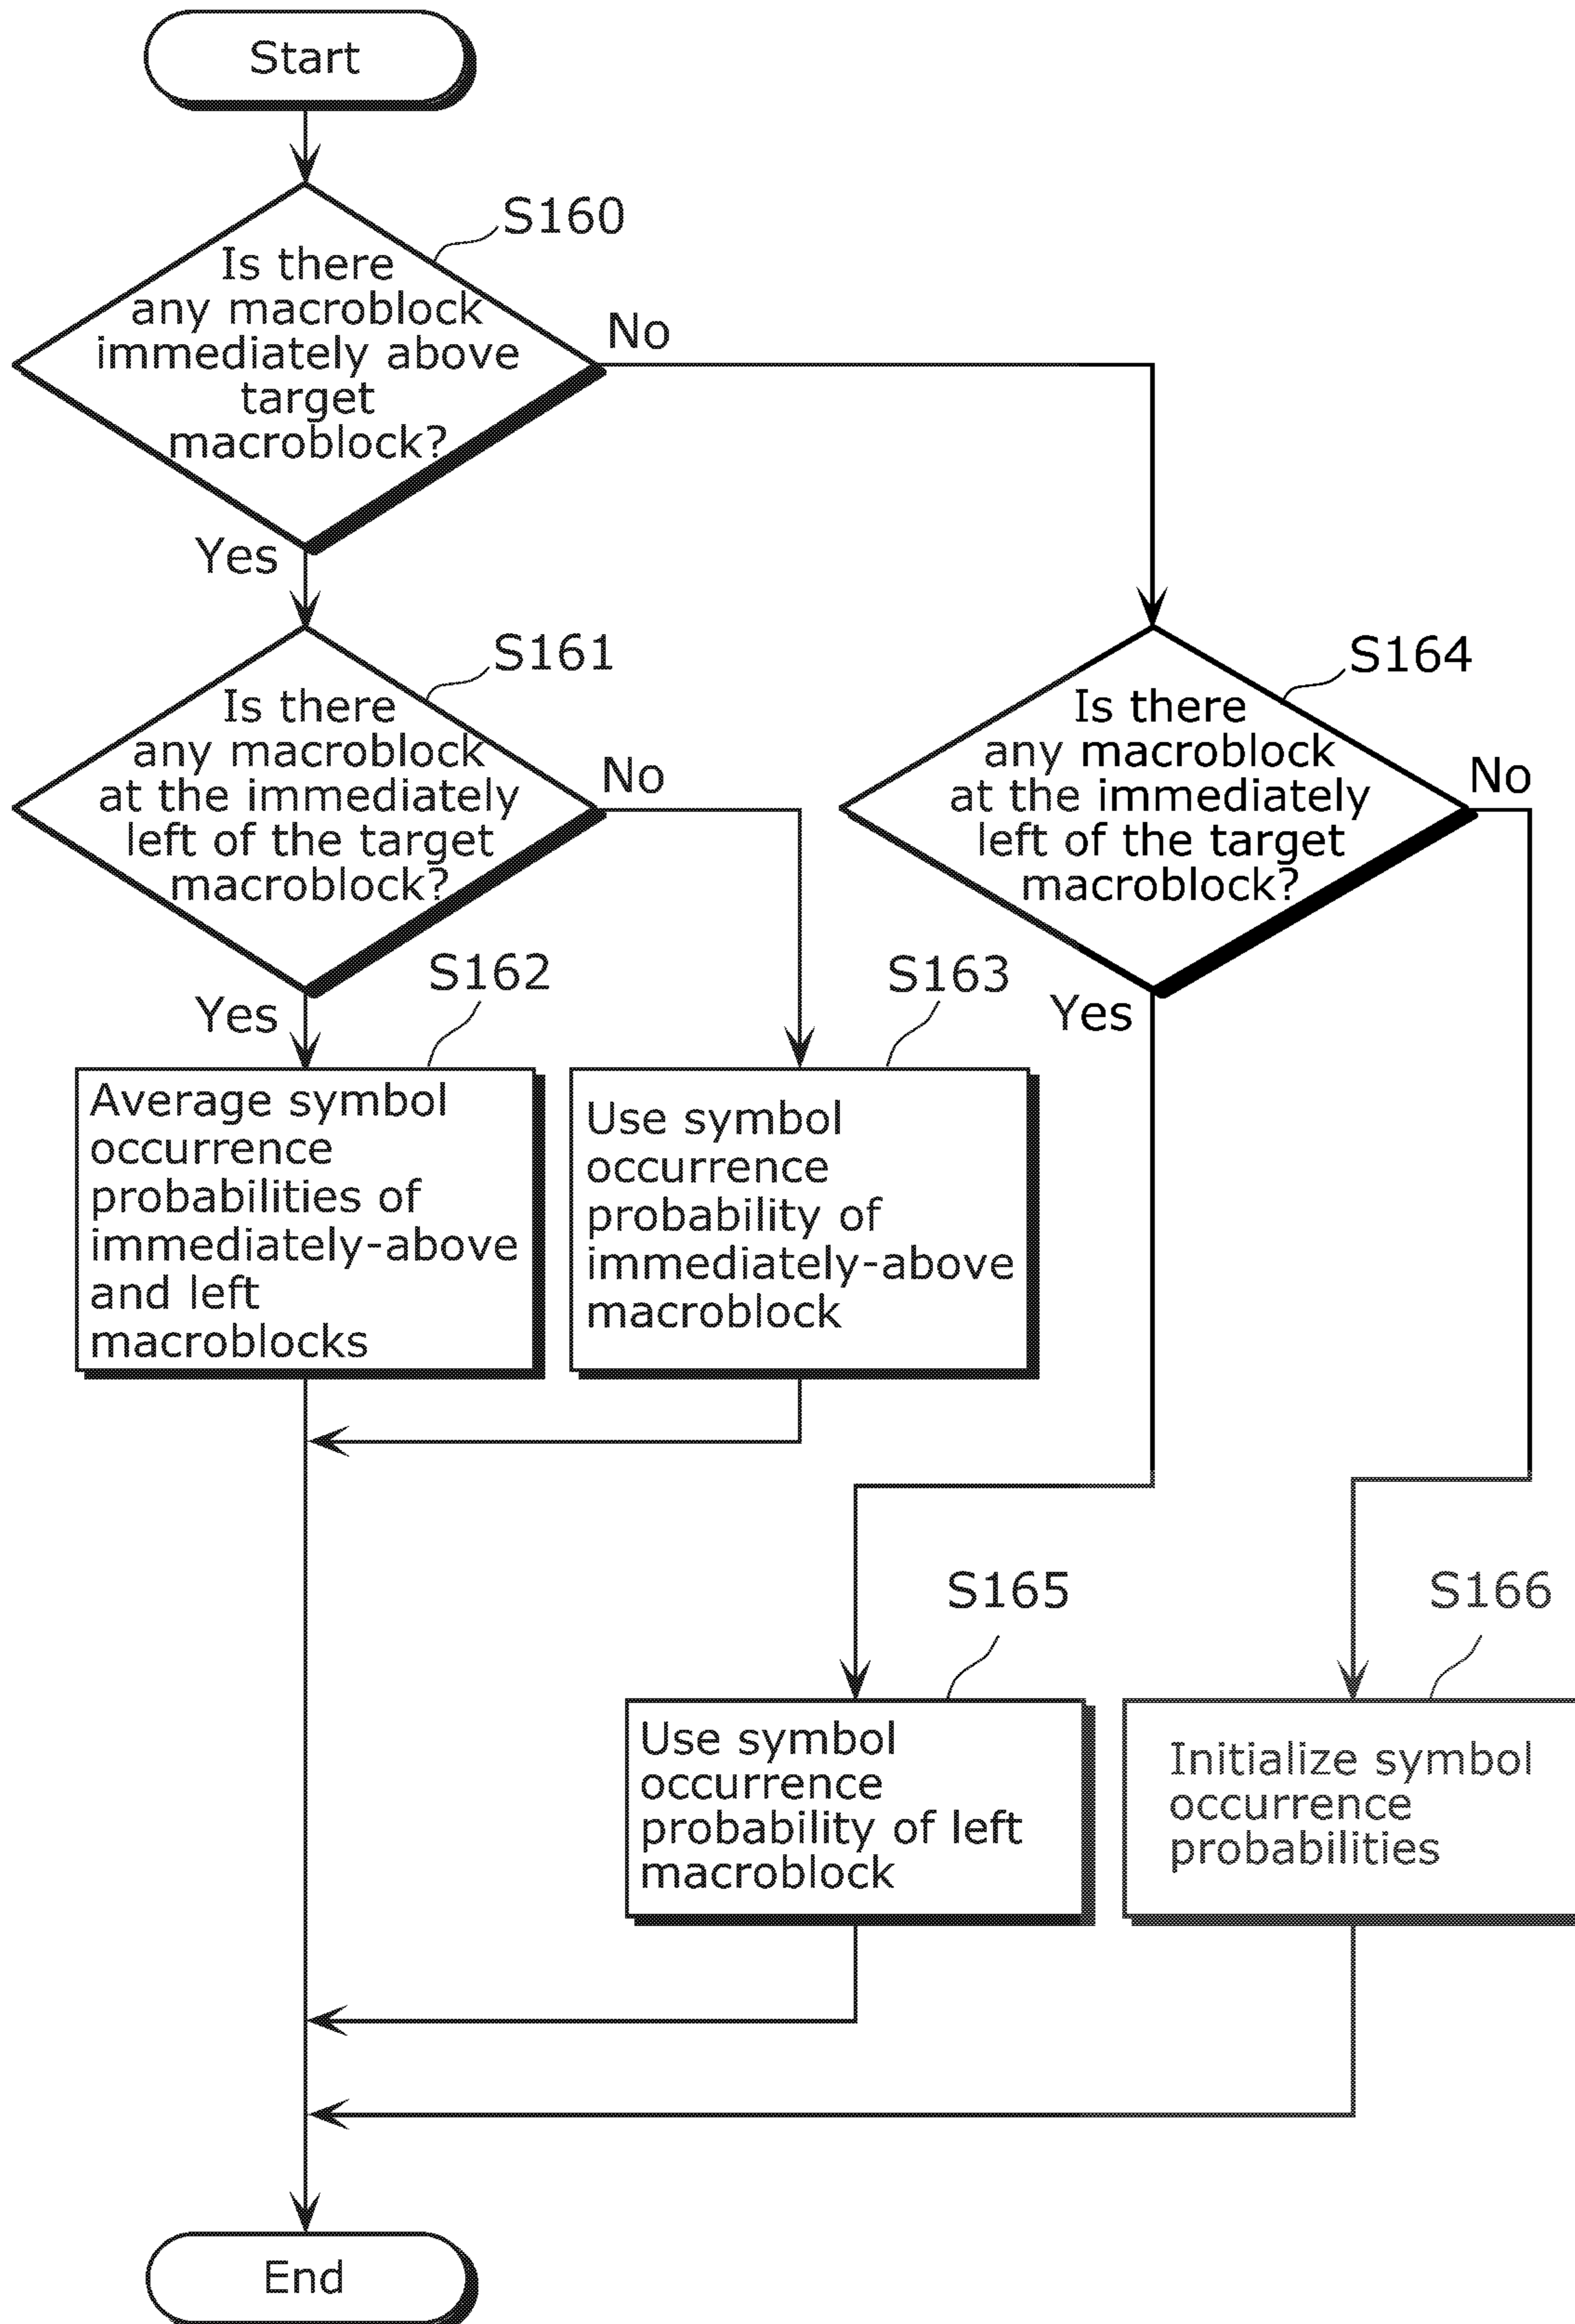 Start
S160
Is there
any macroblock
immediately above
target
macroblock?
No
Yes
S161
Is there
any macroblock
at the immediately
left of the target
macroblock?
No
S164
Is there
any macroblock
at the immediately
left of the target
macroblock?
No
Yes
S162
S163
Yes
Average symbol
occurrence
probabilities of
immediately-above
and left
macroblocks
Use symbol
occurrence
probability of
immediately-above
macroblock
S165
S166
Use symbol
occurrence
probability of left
macroblock
Initialize symbol
occurrence
probabilities
End